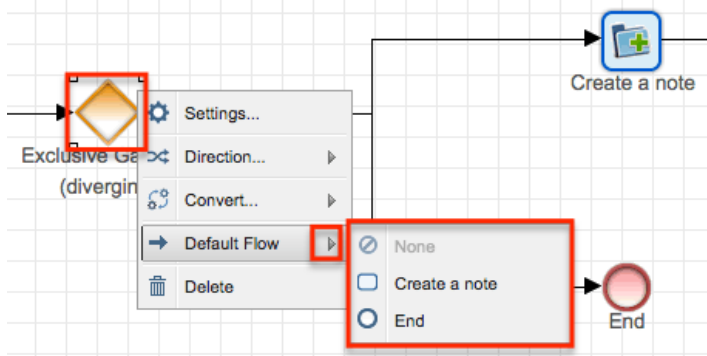 Create a note
Settings...
Exclusive Ga
Direction...
(divergin
Convert...
Default Flow
None
Delete
Create a note
End
End